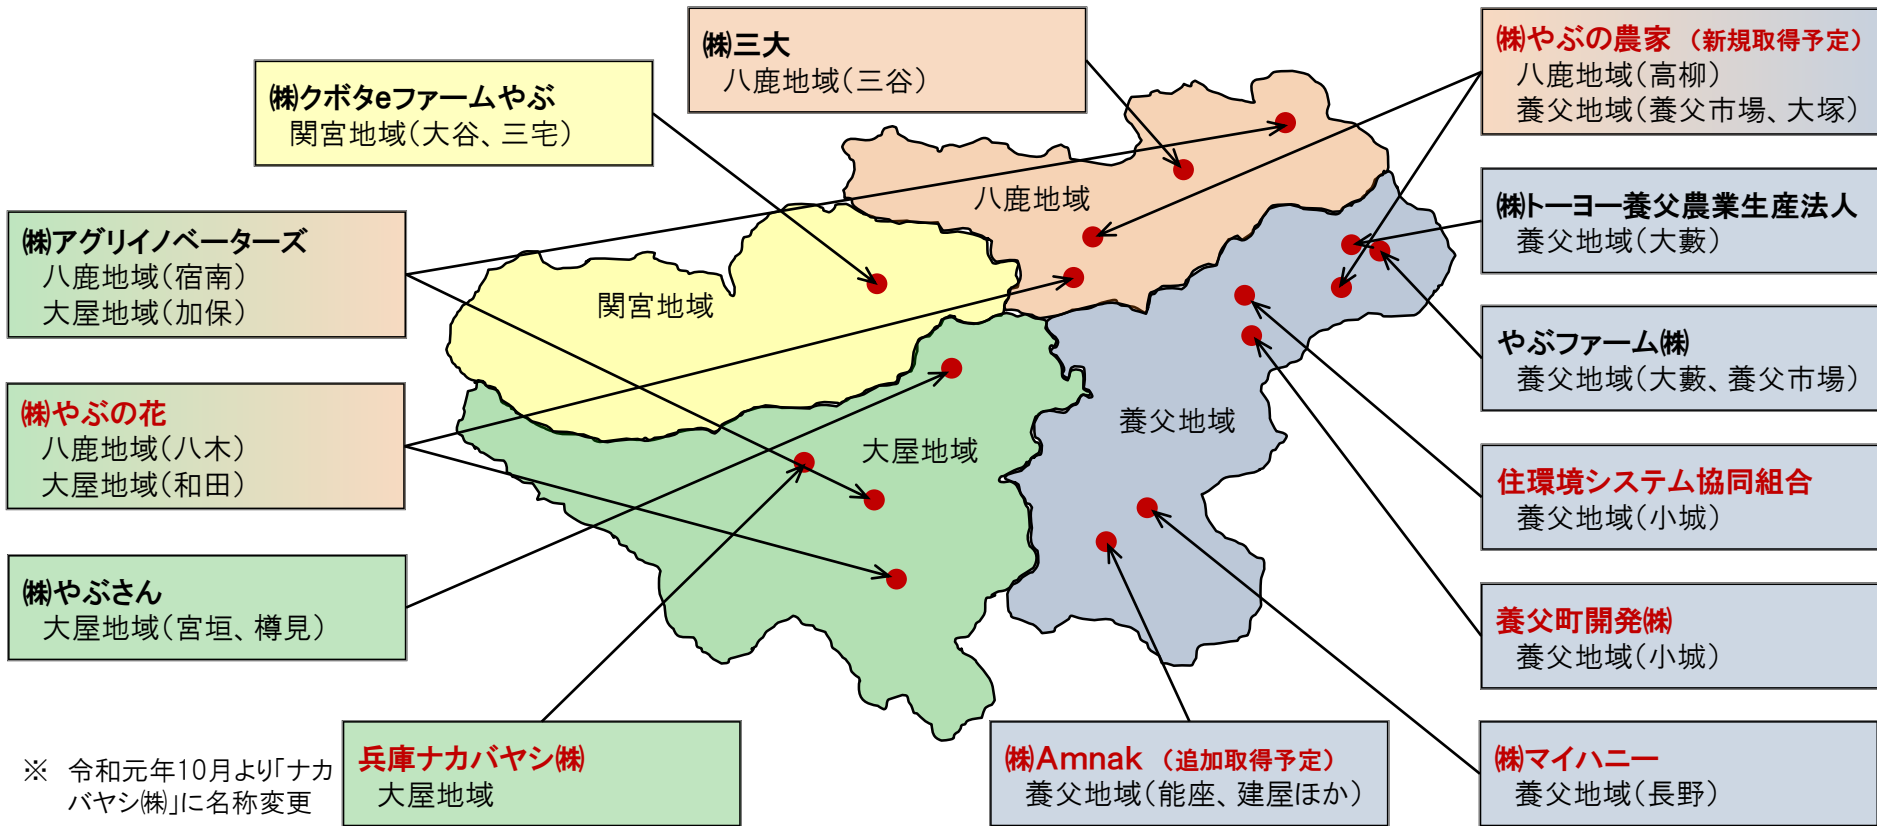 ㈱三大
八鹿地域（三谷）
㈱やぶの農家 （新規取得予定）
八鹿地域（高柳）
養父地域（養父市場、大塚）
㈱クボタeファームやぶ
関宮地域（大谷、三宅）
㈱トーヨー養父農業生産法人
養父地域（大藪）
㈱アグリイノベーターズ
八鹿地域（宿南）
大屋地域（加保）
八鹿地域
関宮地域
養父地域
大屋地域
やぶファーム㈱
養父地域（大藪、養父市場）
㈱やぶの花
八鹿地域（八木）
大屋地域（和田）
住環境システム協同組合
養父地域（小城）
㈱やぶさん
大屋地域（宮垣、樽見）
養父町開発㈱
養父地域（小城）
※ 令和元年10月より「ナカ
バヤシ㈱」に名称変更
兵庫ナカバヤシ㈱
大屋地域
㈱Amnak （追加取得予定）
養父地域（能座、建屋ほか）
㈱マイハニー
養父地域（長野）